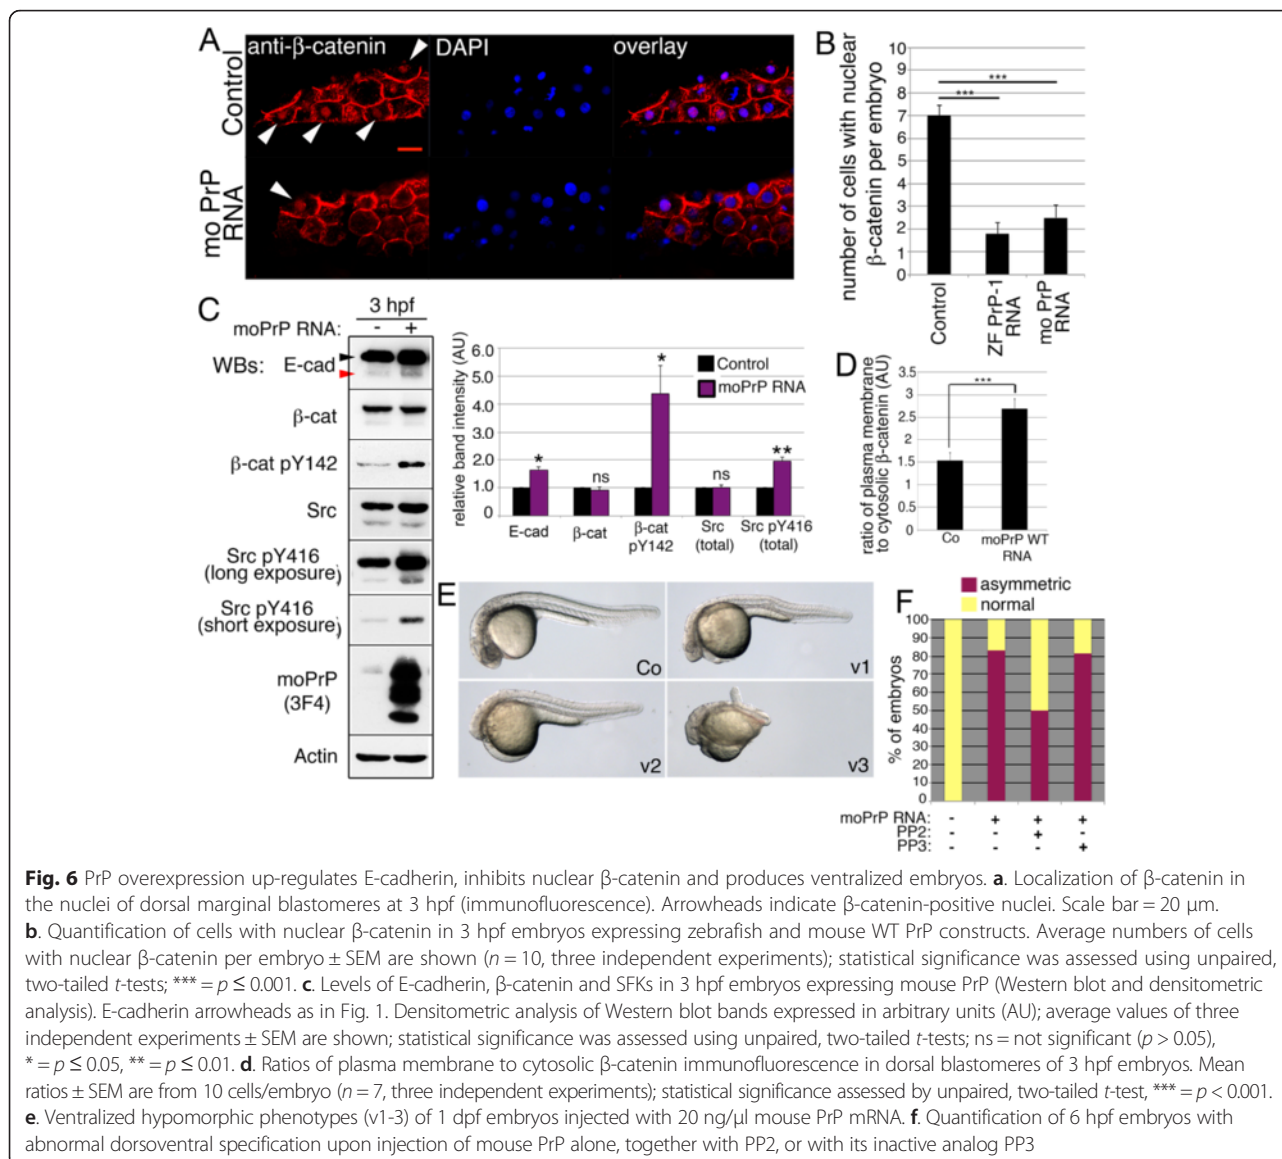 A
anti-β-catenin
DAPI
overlay
Control
mo PrP
RNA
B
number of cells with nuclear
β-catenin per embryo
10
9
8
7
6
5
4
3
2
1
0
***
***
Control
ZF PrP-1
RNA
mo PrP
RNA
C
3 hpf
moPrP RNA: - +
WBs: E-cad
β-cat
β-cat pY142
Src
Src pY416
(long exposure)
Src pY416
(short exposure)
moPrP
(3F4)
Actin
relative band intensity (AU)
6.0
5.0
4.0
3.0
2.0
1.0
0
Control
moPrP RNA
*
ns
*
ns
**
E-cad
β-cat
β-cat
pY142
Src
(total)
Src pY416
(total)
D
ratio of plasma membrane
to cytosolic β-catenin (AU)
3.5
3
2.5
2
1.5
1
0.5
0
***
Co
moPrP WT
RNA
E
Co
v1
v2
v3
F
asymmetric
normal
% of embryos
100
90
80
70
60
50
40
30
20
10
0
moPrP RNA: - + + +
PP2: - - + -
PP3: - - - +
Fig. 6 PrP overexpression up-regulates E-cadherin, inhibits nuclear β-catenin and produces ventralized embryos. a. Localization of β-catenin in
the nuclei of dorsal marginal blastomeres at 3 hpf (immunofluorescence). Arrowheads indicate β-catenin-positive nuclei. Scale bar = 20 μm.
b. Quantification of cells with nuclear β-catenin in 3 hpf embryos expressing zebrafish and mouse WT PrP constructs. Average numbers of cells
with nuclear β-catenin per embryo ± SEM are shown (n = 10, three independent experiments); statistical significance was assessed using unpaired,
two-tailed t-tests; *** = p ≤ 0.001. c. Levels of E-cadherin, β-catenin and SFKs in 3 hpf embryos expressing mouse PrP (Western blot and densitometric
analysis). E-cadherin arrowheads as in Fig. 1. Densitometric analysis of Western blot bands expressed in arbitrary units (AU); average values of three
independent experiments ± SEM are shown; statistical significance was assessed using unpaired, two-tailed t-tests; ns = not significant (p > 0.05),
* = p ≤ 0.05, ** = p ≤ 0.01. d. Ratios of plasma membrane to cytosolic β-catenin immunofluorescence in dorsal blastomeres of 3 hpf embryos. Mean
ratios ± SEM are from 10 cells/embryo (n = 7, three independent experiments); statistical significance assessed by unpaired, two-tailed t-test, *** = p < 0.001.
e. Ventralized hypomorphic phenotypes (v1-3) of 1 dpf embryos injected with 20 ng/μl mouse PrP mRNA. f. Quantification of 6 hpf embryos with
abnormal dorsoventral specification upon injection of mouse PrP alone, together with PP2, or with its inactive analog PP3